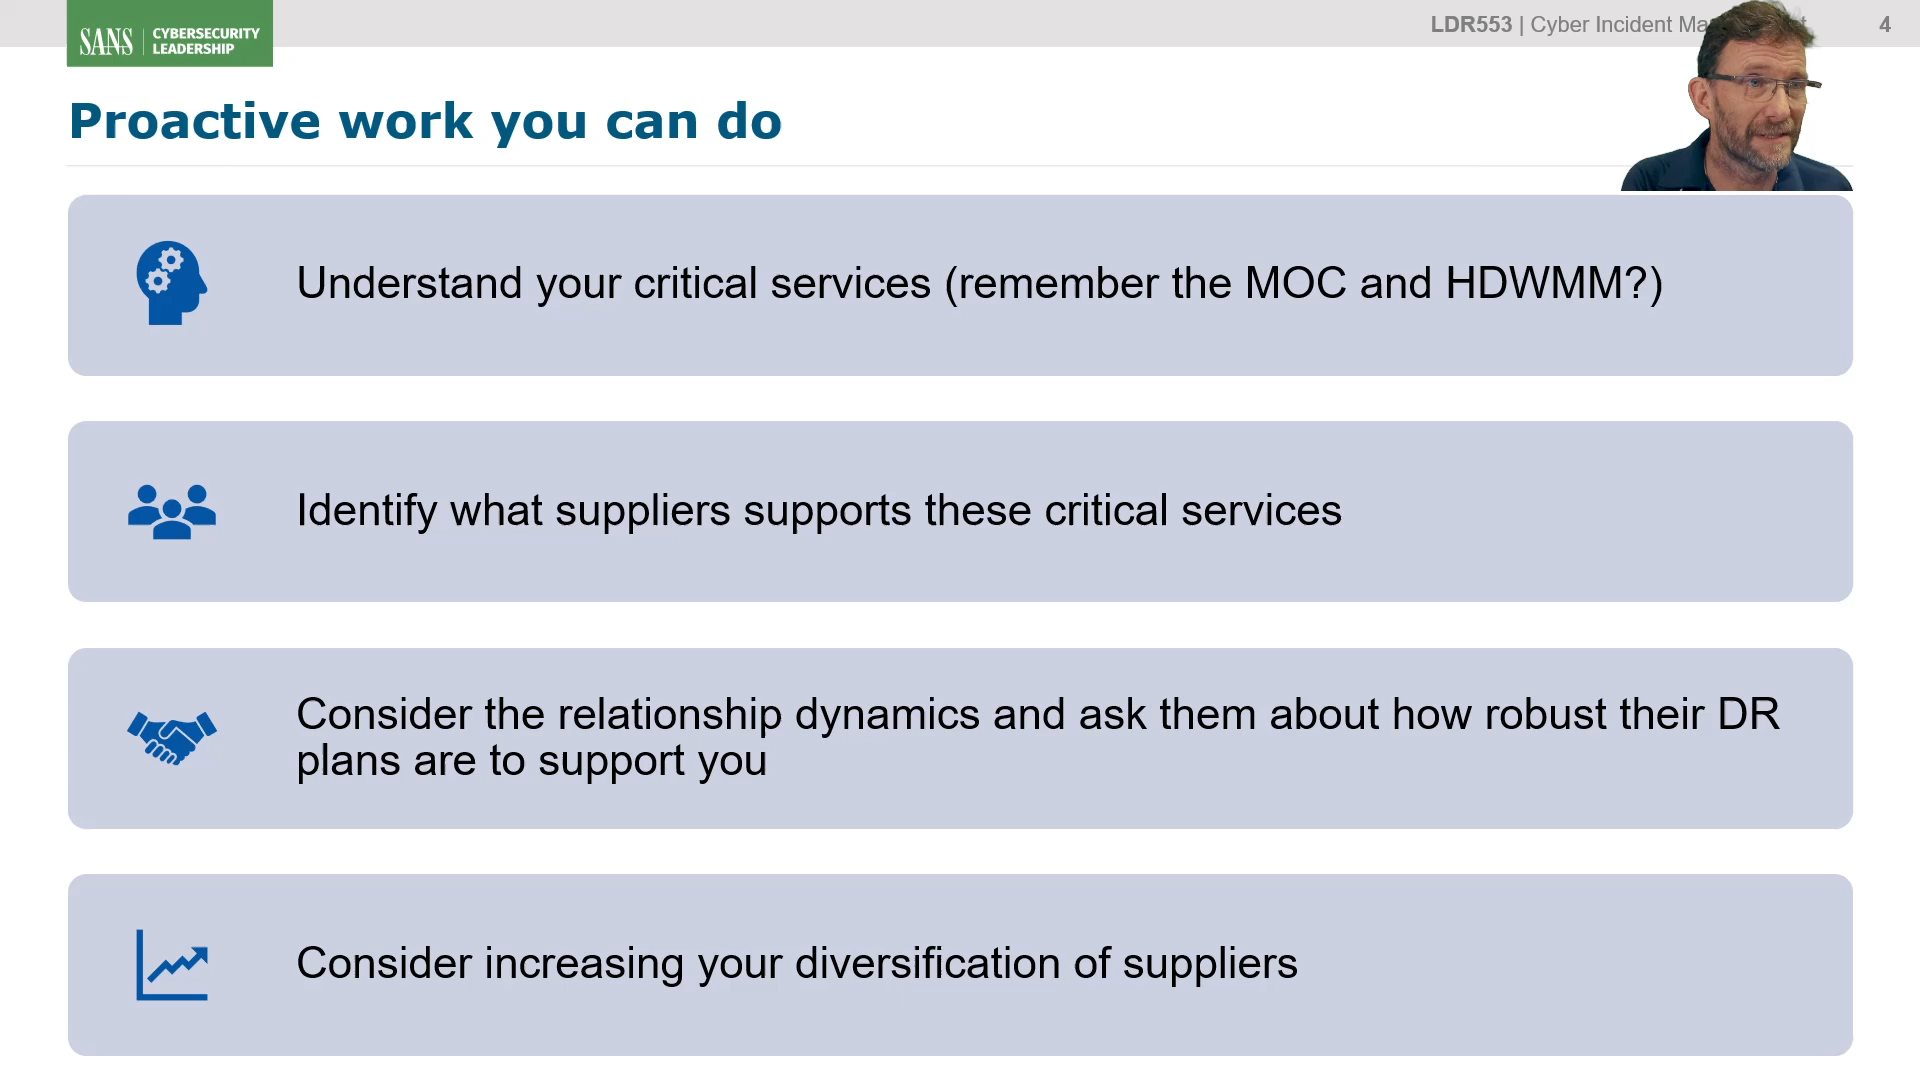 SANS
CYBERSECURITY
LEADERSHIP
LDR553 | Cyber Incident
4
Proactive work you can do
Understand your critical services (remember the MOC and HDWMM?)
Identify what suppliers supports these critical services
Consider the relationship dynamics and ask them about how robust their DR
plans are to support you
Consider increasing your diversification of suppliers